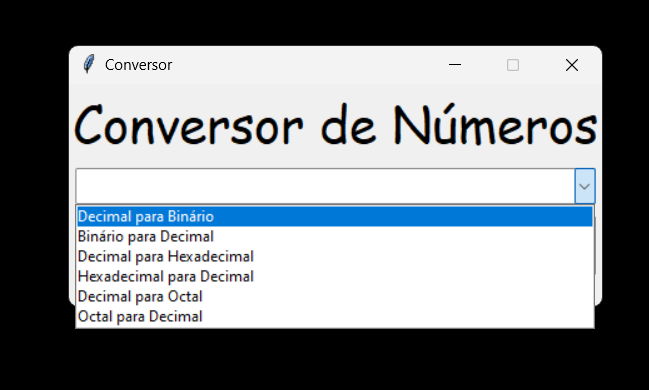 Conversor
Conversor de Números
Decimal para Binário
Binário para Decimal
Decimal para Hexadecimal
Hexadecimal para Decimal
Decimal para Octal
Octal para Decimal